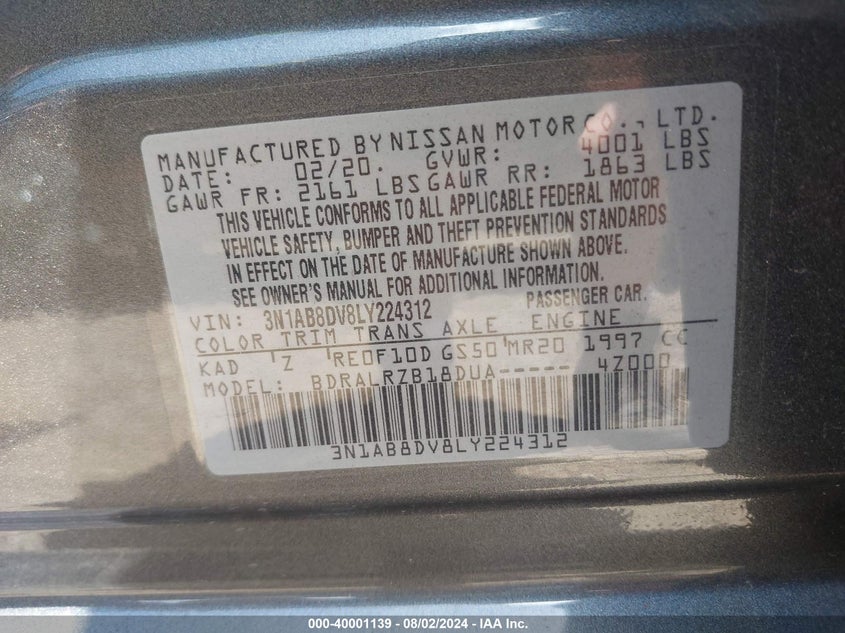 MANUFACTURED BY NISSAN MOTOR CO., LTD.
DATE: 02/20. GVWR: 4001 LBS
GAWR FR: 2161 LBS GAWR RR: 1863 LBS
THIS VEHICLE CONFORMS TO ALL APPLICABLE FEDERAL MOTOR
VEHICLE SAFETY, BUMPER AND THEFT PREVENTION STANDARDS
IN EFFECT ON THE DATE OF MANUFACTURE SHOWN ABOVE.
SEE OWNER'S MANUAL FOR ADDITIONAL INFORMATION.
VIN: 3N1AB8DV8LY224312 PASSENGER CAR.
COLOR TRIM TRANS AXLE ENGINE
KAD 'Z RE0F10D GS50'MR20 1997 CC
MODEL: BDRALRZB18DUA----- 4Z000
3N1AB8DV8LY224312
000-40001139 - 08/02/2024 - IAA Inc.